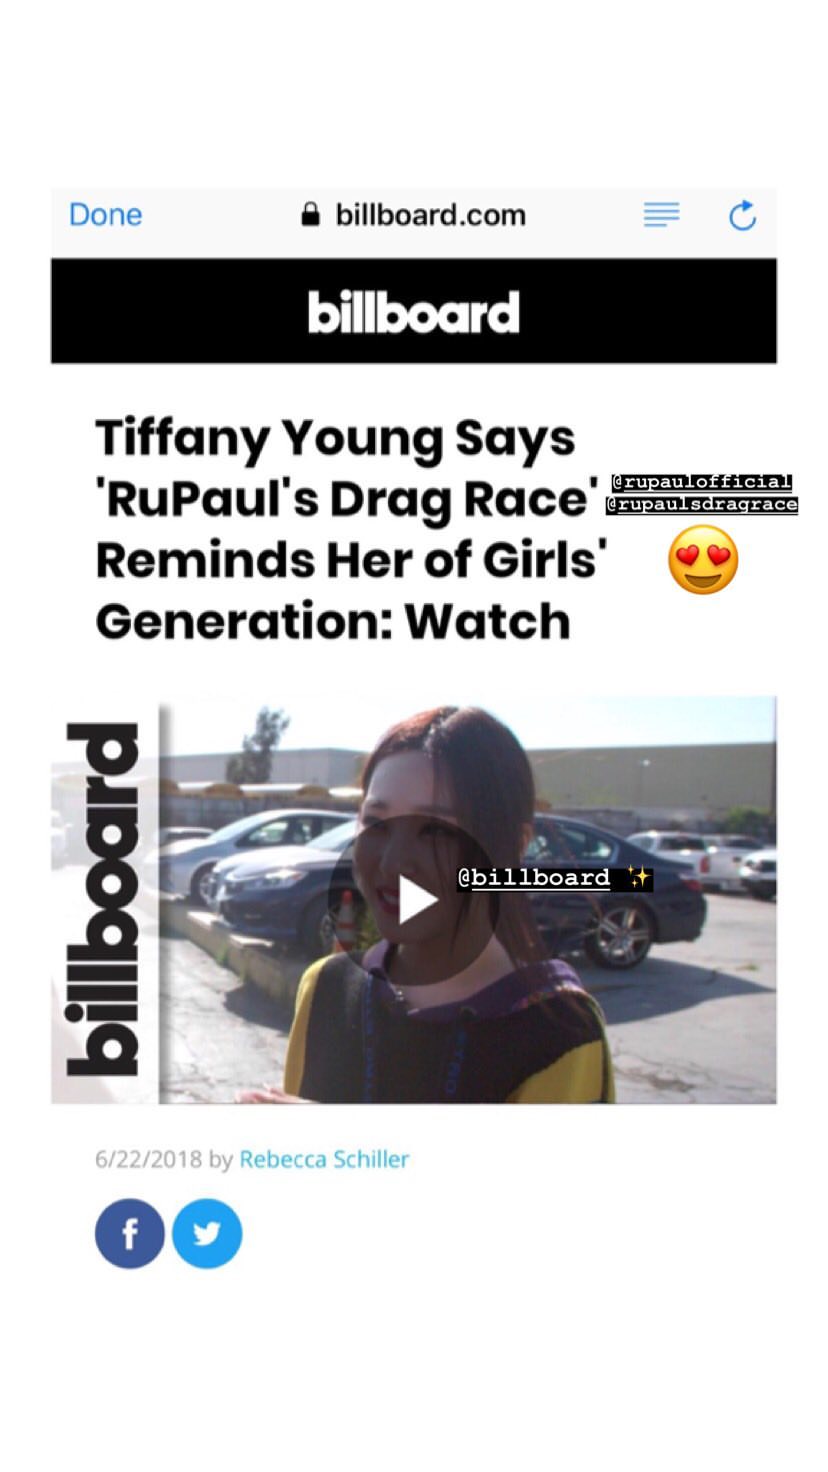 Done
billboard.com
billboard
Tiffany Young Says
'RuPaul's Drag Race'
@rupaulofficial
@rupaulsdragrace
Reminds Her of Girls'
Generation: Watch
billboard
@billboard ✨
6/22/2018 by Rebecca Schiller
f